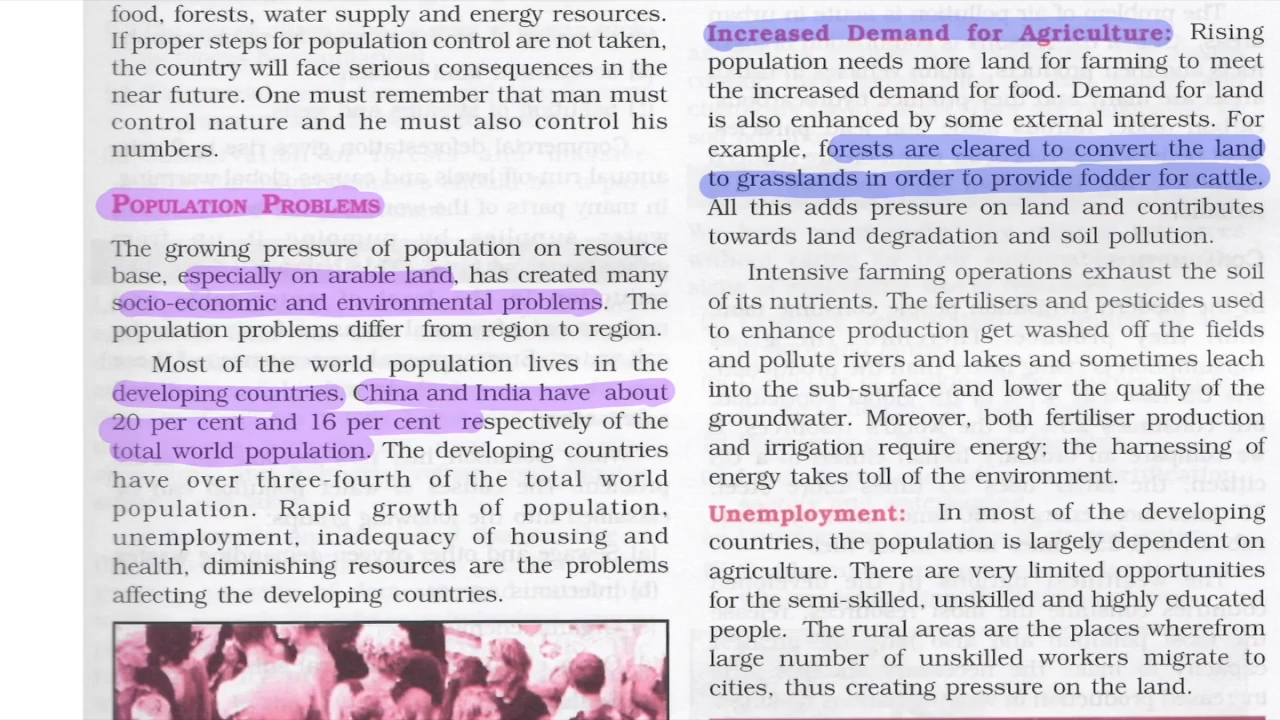 food, forests, water supply and energy resources.
If proper steps for population control are not taken,
the country will face serious consequences in the
near future. One must remember that man must
control nature and he must also control his
numbers.
POPULATION PROBLEMS
The growing pressure of population on resource
base, especially on arable land, has created many
socio-economic and environmental problems. The
population problems differ from region to region.
Most of the world population lives in the
developing countries. China and India have about
20 per cent and 16 per cent respectively of the
total world population. The developing countries
have over three-fourth of the total world
population. Rapid growth of population,
unemployment, inadequacy of housing and
health, diminishing resources are the problems
affecting the developing countries.
Increased Demand for Agriculture: Rising
population needs more land for farming to meet
the increased demand for food. Demand for land
is also enhanced by some external interests. For
example, forests are cleared to convert the land
to grasslands in order to provide fodder for cattle.
All this adds pressure on land and contributes
towards land degradation and soil pollution.
Intensive farming operations exhaust the soil
of its nutrients. The fertilisers and pesticides used
to enhance production get washed off the fields
and pollute rivers and lakes and sometimes leach
into the sub-surface and lower the quality of the
groundwater. Moreover, both fertiliser production
and irrigation require energy; the harnessing of
energy takes toll of the environment.
Unemployment: In most of the developing
countries, the population is largely dependent on
agriculture. There are very limited opportunities
for the semi-skilled, unskilled and highly educated
people. The rural areas are the places wherefrom
large number of unskilled workers migrate to
cities, thus creating pressure on the land.